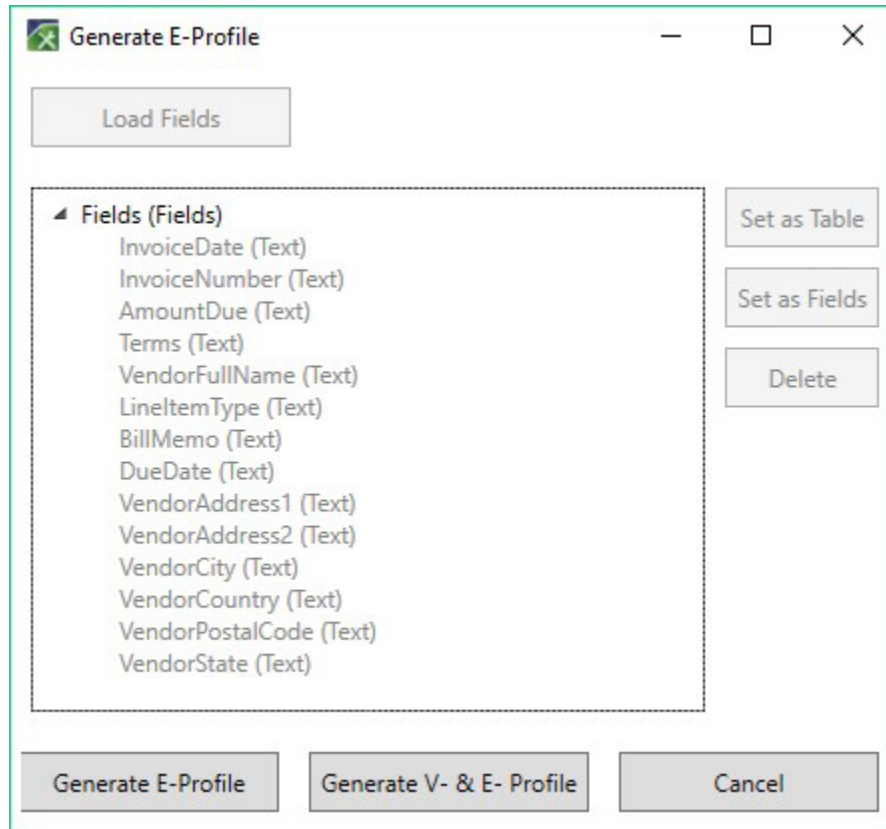 Generate E-Profile
Load Fields
Fields (Fields)
InvoiceDate (Text)
InvoiceNumber (Text)
AmountDue (Text)
Terms (Text)
VendorFullName (Text)
LineItemType (Text)
BillMemo (Text)
DueDate (Text)
VendorAddress1 (Text)
VendorAddress2 (Text)
VendorCity (Text)
VendorCountry (Text)
VendorPostalCode (Text)
VendorState (Text)
Set as Table
Set as Fields
Delete
Generate E-Profile
Generate V- & E- Profile
Cancel